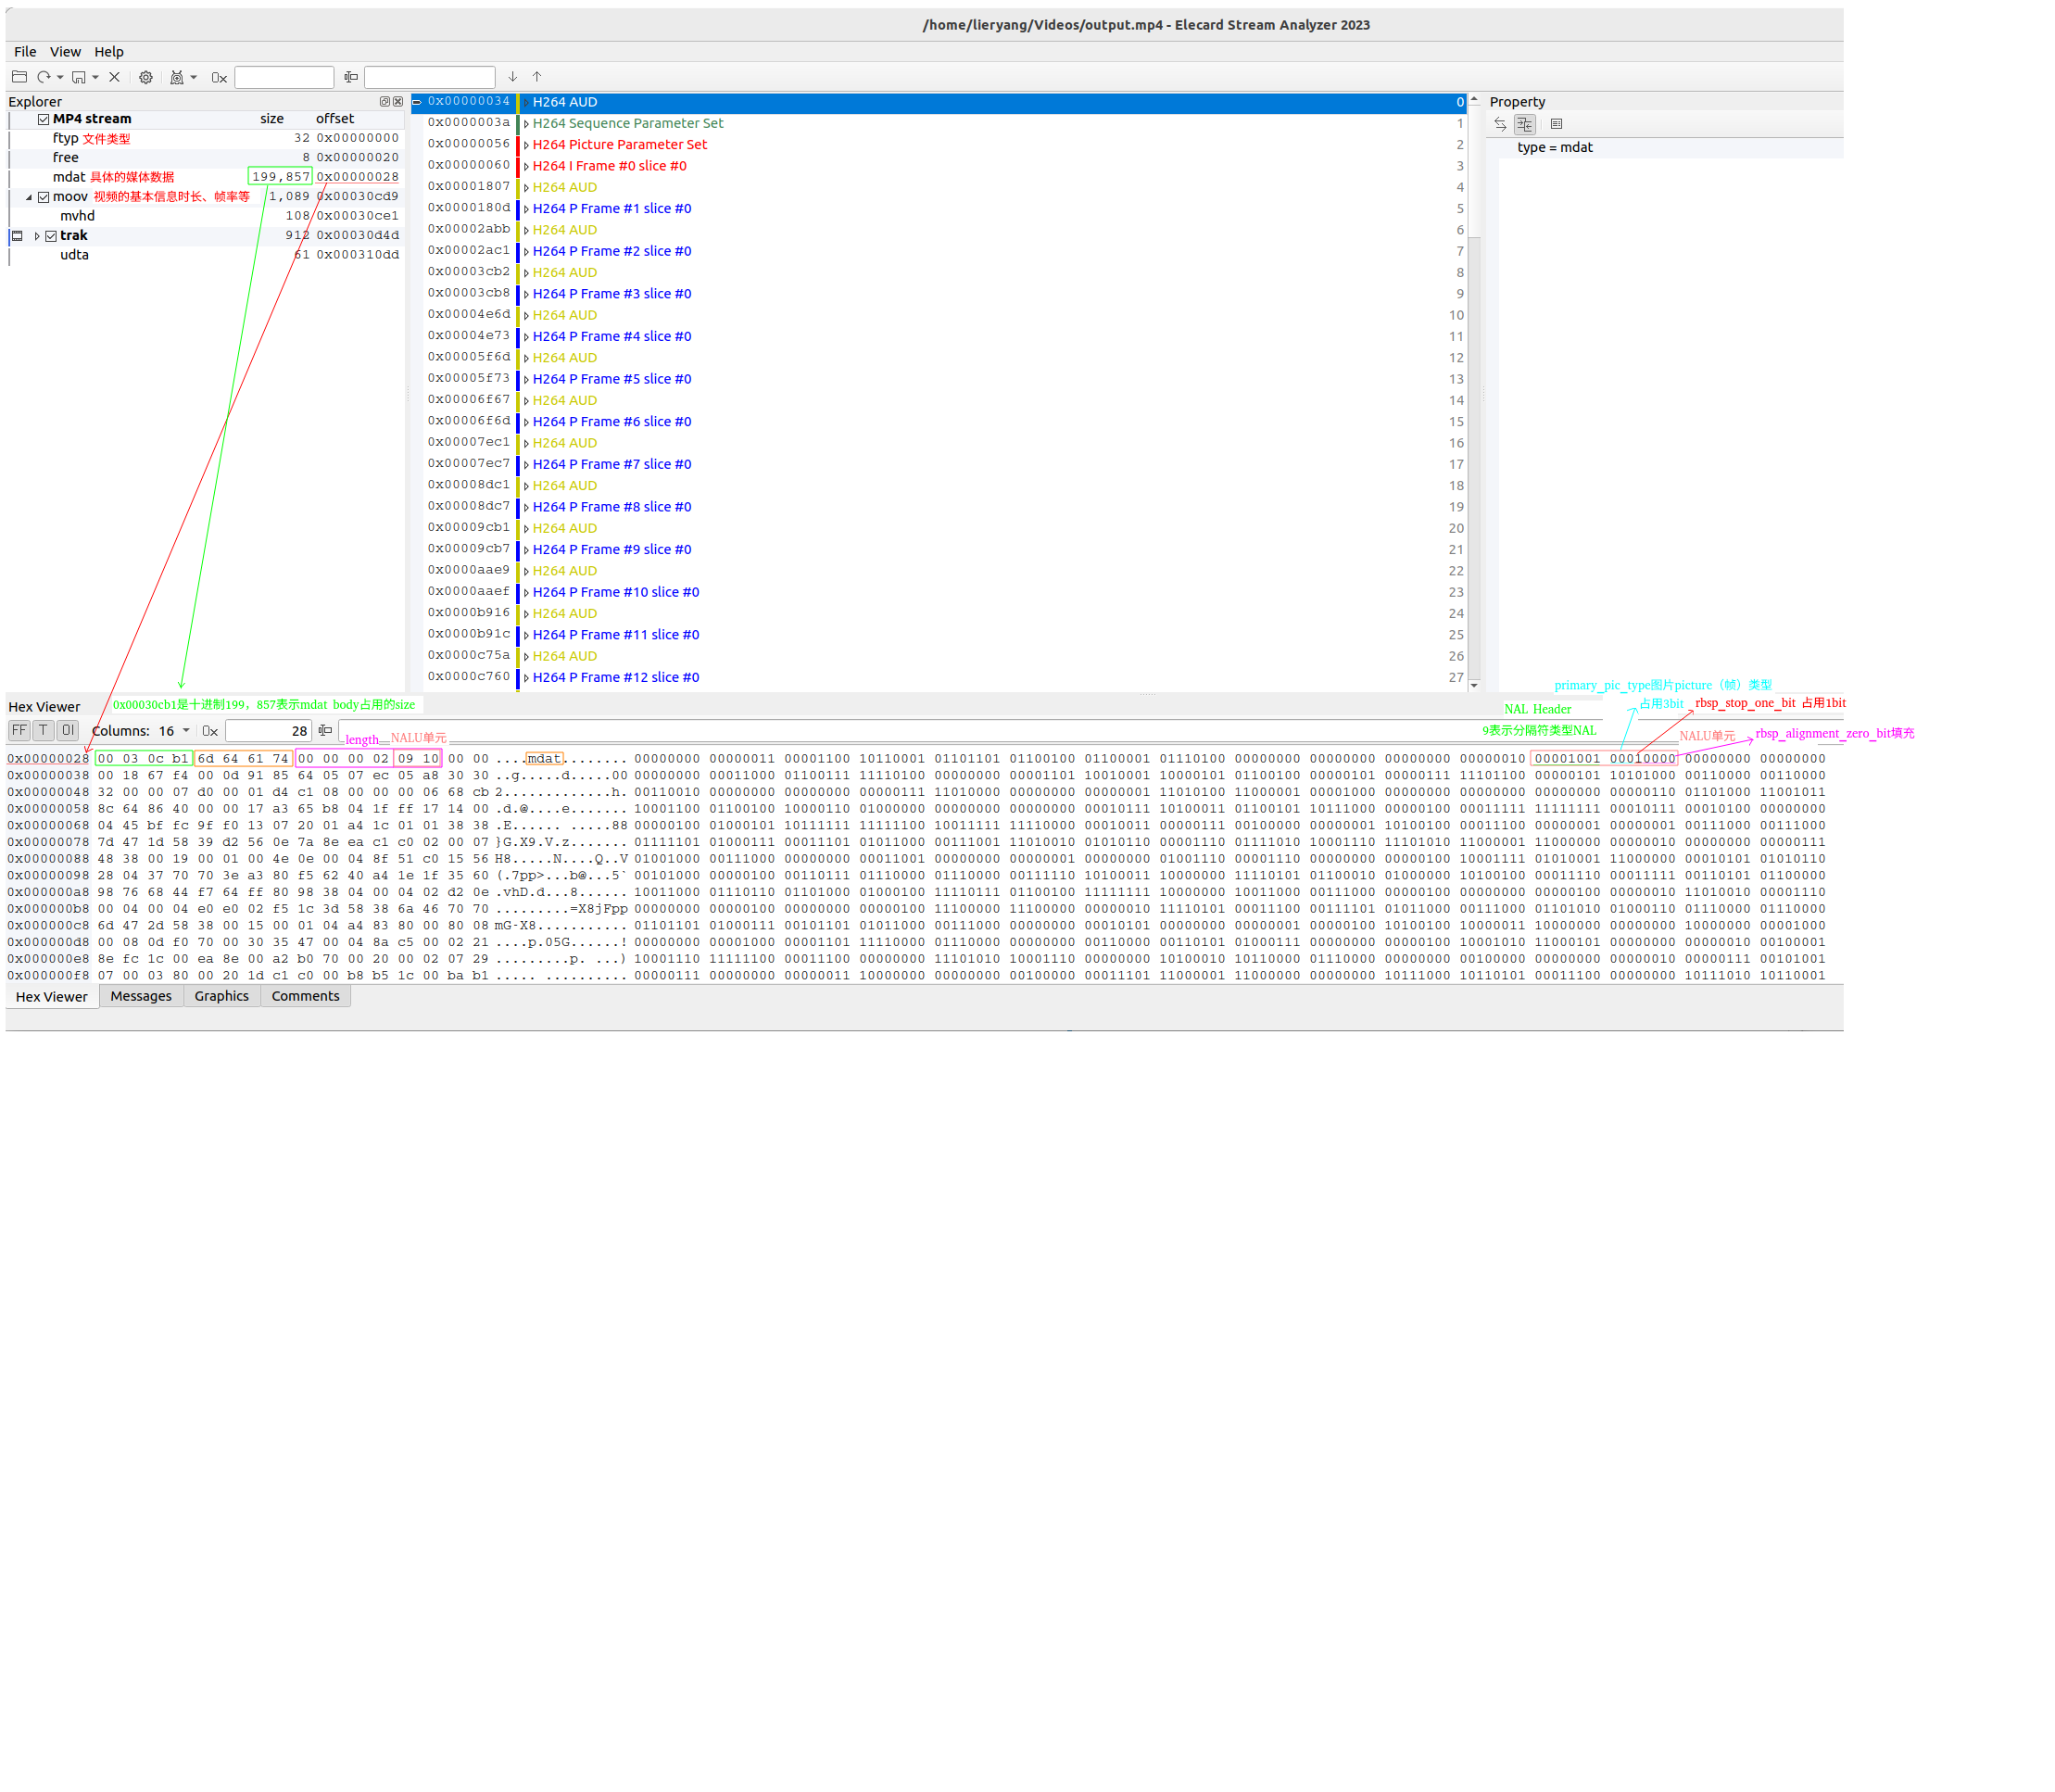 /home/lieryang/Videos/output.mp4 - Elecard Stream Analyzer 2023
File View Help
0x
Explorer
MP4 stream size offset
ftyp 文件类型 32 0x00000000
free 8 0x00000020
mdat 具体的媒体数据 199,857 0x00000028
moov 视频的基本信息时长、帧率等 1,089 0x00030cd9
mvhd 108 0x00030ce1
trak 912 0x00030d4d
udta 61 0x000310dd
0x00000034 H264 AUD 0
0x0000003a H264 Sequence Parameter Set 1
0x00000056 H264 Picture Parameter Set 2
0x00000060 H264 I Frame #0 slice #0 3
0x00001807 H264 AUD 4
0x0000180d H264 P Frame #1 slice #0 5
0x00002abb H264 AUD 6
0x00002ac1 H264 P Frame #2 slice #0 7
0x00003cb2 H264 AUD 8
0x00003cb8 H264 P Frame #3 slice #0 9
0x00004e6d H264 AUD 10
0x00004e73 H264 P Frame #4 slice #0 11
0x00005f6d H264 AUD 12
0x00005f73 H264 P Frame #5 slice #0 13
0x00006f67 H264 AUD 14
0x00006f6d H264 P Frame #6 slice #0 15
0x00007ec1 H264 AUD 16
0x00007ec7 H264 P Frame #7 slice #0 17
0x00008dc1 H264 AUD 18
0x00008dc7 H264 P Frame #8 slice #0 19
0x00009cb1 H264 AUD 20
0x00009cb7 H264 P Frame #9 slice #0 21
0x0000aae9 H264 AUD 22
0x0000aaef H264 P Frame #10 slice #0 23
0x0000b916 H264 AUD 24
0x0000b91c H264 P Frame #11 slice #0 25
0x0000c75a H264 AUD 26
0x0000c760 H264 P Frame #12 slice #0 27
Property
type = mdat
primary_pic_type图片picture（帧）类型
占用3bit rbsp_stop_one_bit 占用1bit
Hex Viewer 0x00030cb1是十进制199，857表示mdat body占用的size NAL Header
FF T 0I Columns: 16 0x 28 9表示分隔符类型NAL
length NALU单元 NALU单元 rbsp_alignment_zero_bit填充
0x00000028 00 03 0c b1 6d 64 61 74 00 00 00 02 09 10 00 00 ....mdat........ 00000000 00000011 00001100 10110001 01101101 01100100 01100001 01110100 00000000 00000000 00000000 00000010 00001001 00010000 00000000 00000000
0x00000038 00 18 67 f4 00 0d 91 85 64 05 07 ec 05 a8 30 30 ..g.....d.....00 00000000 00011000 01100111 11110100 00000000 00001101 10010001 10000101 01100100 00000101 00000111 11101100 00000101 10101000 00110000 00110000
0x00000048 32 00 00 07 d0 00 01 d4 c1 08 00 00 00 06 68 cb 2.............h. 00110010 00000000 00000000 00000111 11010000 00000000 00000001 11010100 11000001 00001000 00000000 00000000 00000000 00000110 01101000 11001011
0x00000058 8c 64 86 40 00 00 17 a3 65 b8 04 1f ff 17 14 00 .d.@....e....... 10001100 01100100 10000110 01000000 00000000 00000000 00010111 10100011 01100101 10111000 00000100 00011111 11111111 00010111 00010100 00000000
0x00000068 04 45 bf fc 9f f0 13 07 20 01 a4 1c 01 01 38 38 .E...... .....88 00000100 01000101 10111111 11111100 10011111 11110000 00010011 00000111 00100000 00000001 10100100 00011100 00000001 00000001 00111000 00111000
0x00000078 7d 47 1d 58 39 d2 56 0e 7a 8e ea c1 c0 02 00 07 }G.X9.V.z....... 01111101 01000111 00011101 01011000 00111001 11010010 01010110 00001110 01111010 10001110 11101010 11000001 11000000 00000010 00000000 00000111
0x00000088 48 38 00 19 00 01 00 4e 0e 00 04 8f 51 c0 15 56 H8.....N....Q..V 01001000 00111000 00000000 00011001 00000000 00000001 00000000 01001110 00001110 00000000 00000100 10001111 01010001 11000000 00010101 01010110
0x00000098 28 04 37 70 70 3e a3 80 f5 62 40 a4 1e 1f 35 60 (.7pp>...b@...5` 00101000 00000100 00110111 01110000 01110000 00111110 10100011 10000000 11110101 01100010 01000000 10100100 00011110 00011111 00110101 01100000
0x000000a8 98 76 68 44 f7 64 ff 80 98 38 04 00 04 02 d2 0e .vhD.d...8...... 10011000 01110110 01101000 01000100 11110111 01100100 11111111 10000000 10011000 00111000 00000100 00000000 00000100 00000010 11010010 00001110
0x000000b8 00 04 00 04 e0 e0 02 f5 1c 3d 58 38 6a 46 70 70 .........=X8jFpp 00000000 00000100 00000000 00000100 11100000 11100000 00000010 11110101 00011100 00111101 01011000 00111000 01101010 01000110 01110000 01110000
0x000000c8 6d 47 2d 58 38 00 15 00 01 04 a4 83 80 00 80 08 mG-X8........... 01101101 01000111 00101101 01011000 00111000 00000000 00010101 00000000 00000001 00000100 10100100 10000011 10000000 00000000 10000000 00001000
0x000000d8 00 08 0d f0 70 00 30 35 47 00 04 8a c5 00 02 21 ....p.05G......! 00000000 00001000 00001101 11110000 01110000 00000000 00110000 00110101 01000111 00000000 00000100 10001010 11000101 00000000 00000010 00100001
0x000000e8 8e fc 1c 00 ea 8e 00 a2 b0 70 00 20 00 02 07 29 .........p. ...) 10001110 11111100 00011100 00000000 11101010 10001110 00000000 10100010 10110000 01110000 00000000 00100000 00000000 00000010 00000111 00101001
0x000000f8 07 00 03 80 00 20 1d c1 c0 00 b8 b5 1c 00 ba b1 ..... .......... 00000111 00000000 00000011 10000000 00000000 00100000 00011101 11000001 11000000 00000000 10111000 10110101 00011100 00000000 10111010 10110001
Hex Viewer Messages Graphics Comments